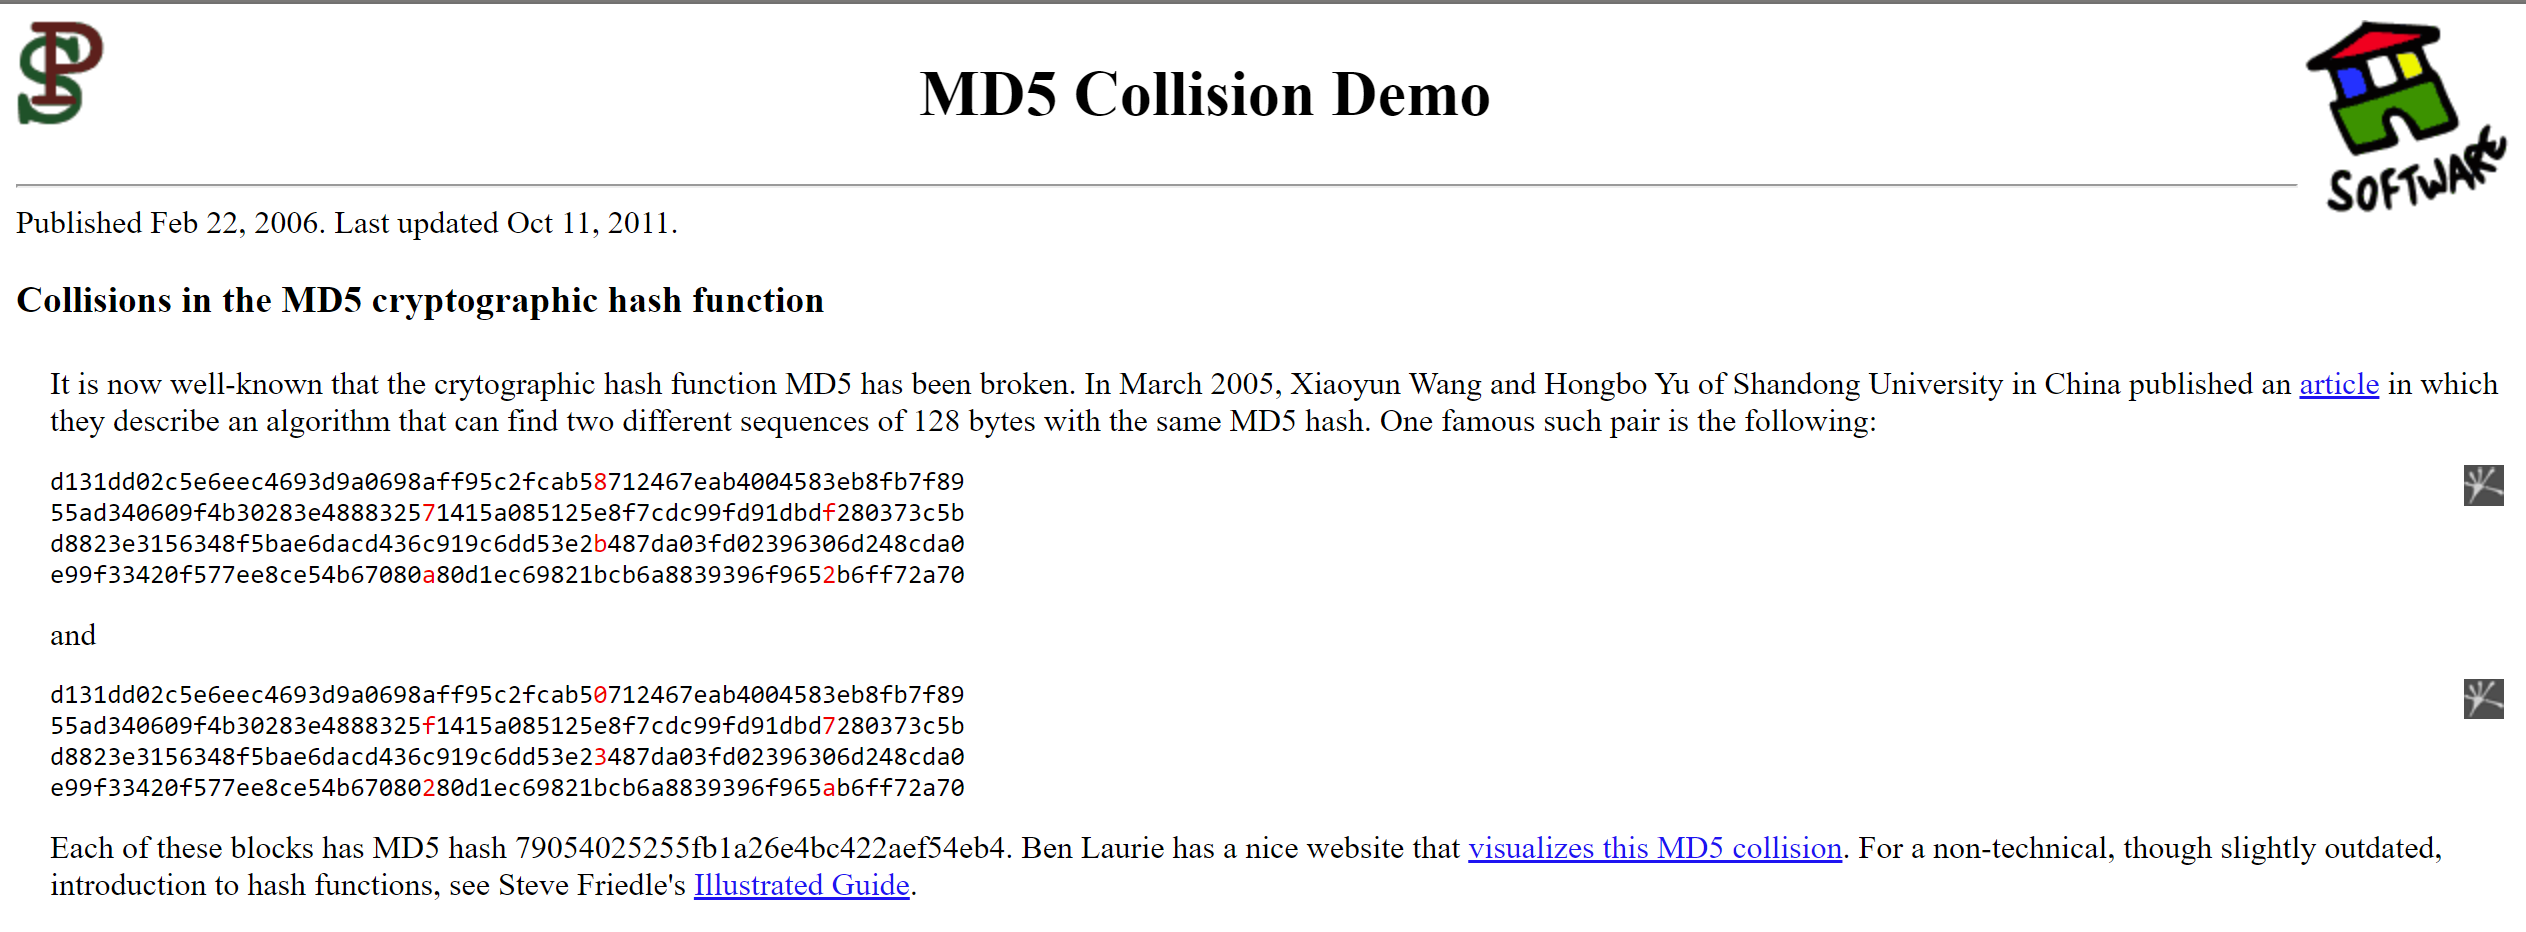 SP
MD5 Collision Demo
SOFTWARE
Published Feb 22, 2006. Last updated Oct 11, 2011.
Collisions in the MD5 cryptographic hash function
It is now well-known that the crytographic hash function MD5 has been broken. In March 2005, Xiaoyun Wang and Hongbo Yu of Shandong University in China published an article in which
they describe an algorithm that can find two different sequences of 128 bytes with the same MD5 hash. One famous such pair is the following:
d131dd02c5e6eec4693d9a0698aff95c2fcab58712467eab4004583eb8fb7f89
55ad340609f4b30283e488832571415a085125e8f7cdc99fd91dbdf280373c5b
d8823e3156348f5bae6dacd436c919c6dd53e2b487da03fd02396306d248cda0
e99f33420f577ee8ce54b67080a80d1ec69821bcb6a8839396f9652b6ff72a70
and
d131dd02c5e6eec4693d9a0698aff95c2fcab50712467eab4004583eb8fb7f89
55ad340609f4b30283e4888325f1415a085125e8f7cdc99fd91dbd7280373c5b
d8823e3156348f5bae6dacd436c919c6dd53e23487da03fd02396306d248cda0
e99f33420f577ee8ce54b67080280d1ec69821bcb6a8839396f965ab6ff72a70
Each of these blocks has MD5 hash 79054025255fb1a26e4bc422aef54eb4. Ben Laurie has a nice website that visualizes this MD5 collision. For a non-technical, though slightly outdated,
introduction to hash functions, see Steve Friedle's Illustrated Guide.